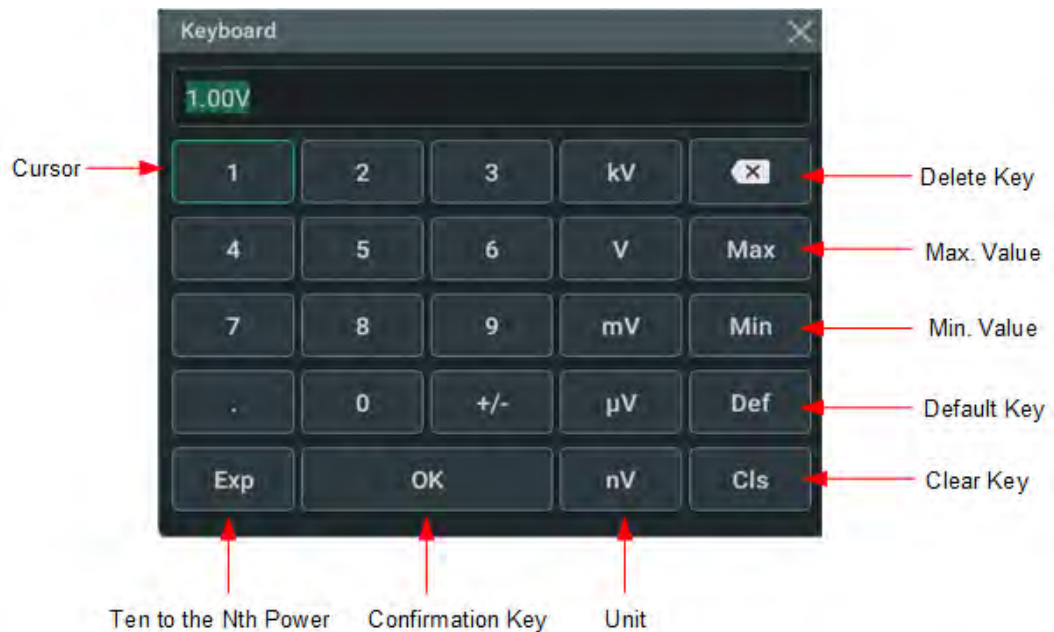 Keyboard
1.00V
Cursor
1 2 3 kV
Delete Key
4 5 6 V Max
Max. Value
7 8 9 mV Min
Min. Value
. 0 +/- μV Def
Default Key
Exp OK nV Cls
Clear Key
Ten to the Nth Power Confirmation Key Unit